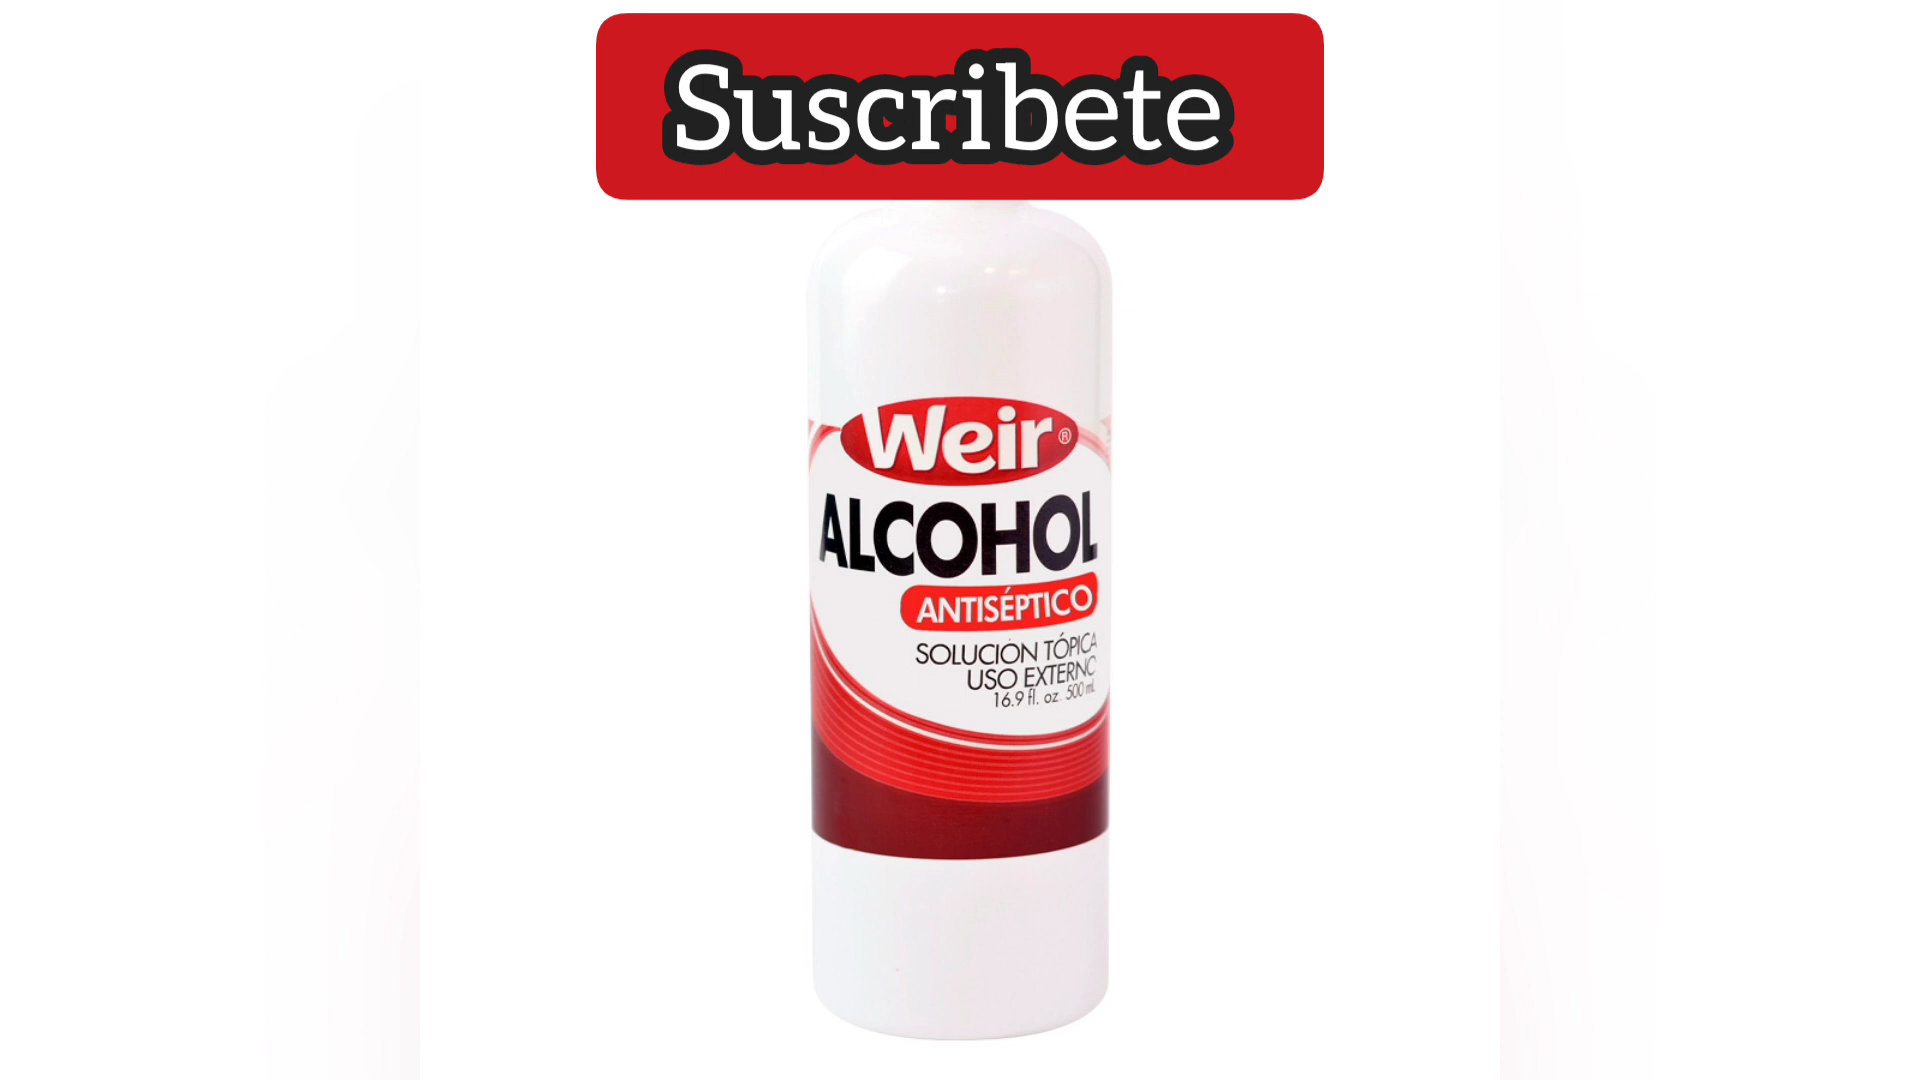 Suscribete
Weir®
ALCOHOL
ANTISÉPTICO
SOLUCIÓN TÓPICA
USO EXTERNO
16.9 fl. oz. 500 mL